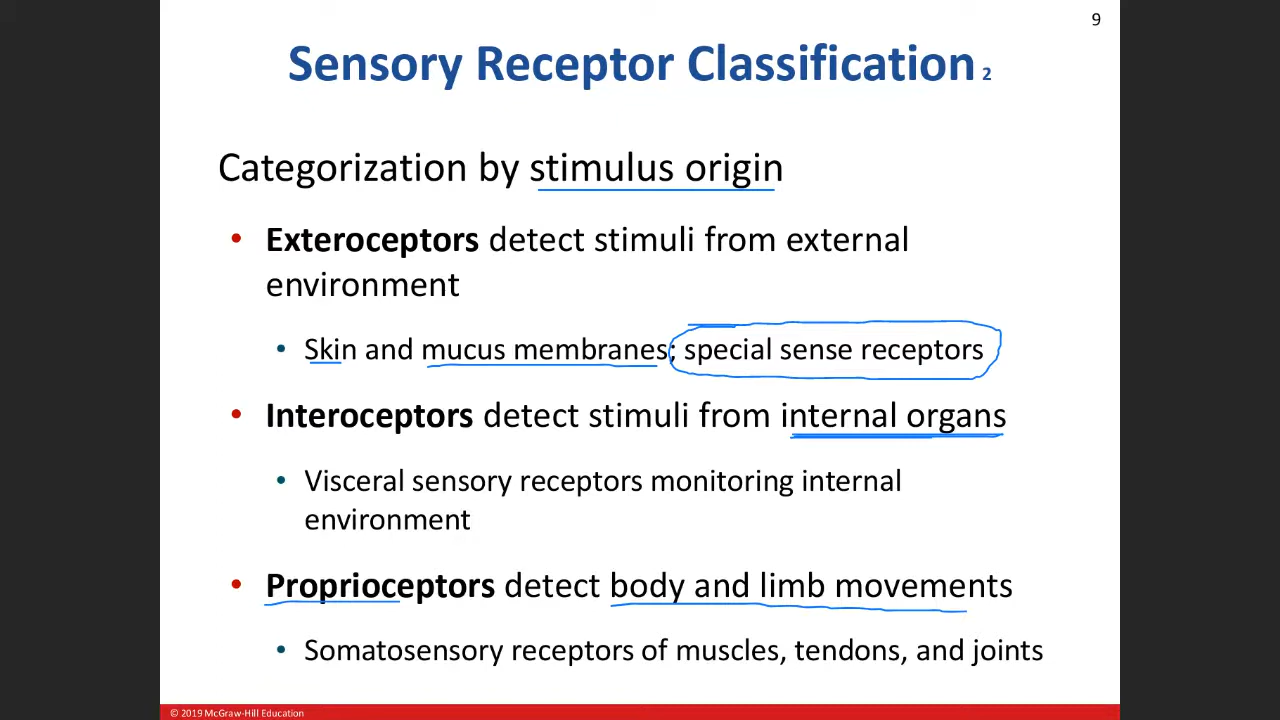 9
Sensory Receptor Classification 2
Categorization by stimulus origin
• Exteroceptors detect stimuli from external
environment
• Skin and mucus membranes; special sense receptors
• Interoceptors detect stimuli from internal organs
• Visceral sensory receptors monitoring internal
environment
• Proprioceptors detect body and limb movements
• Somatosensory receptors of muscles, tendons, and joints
© 2019 McGraw-Hill Education